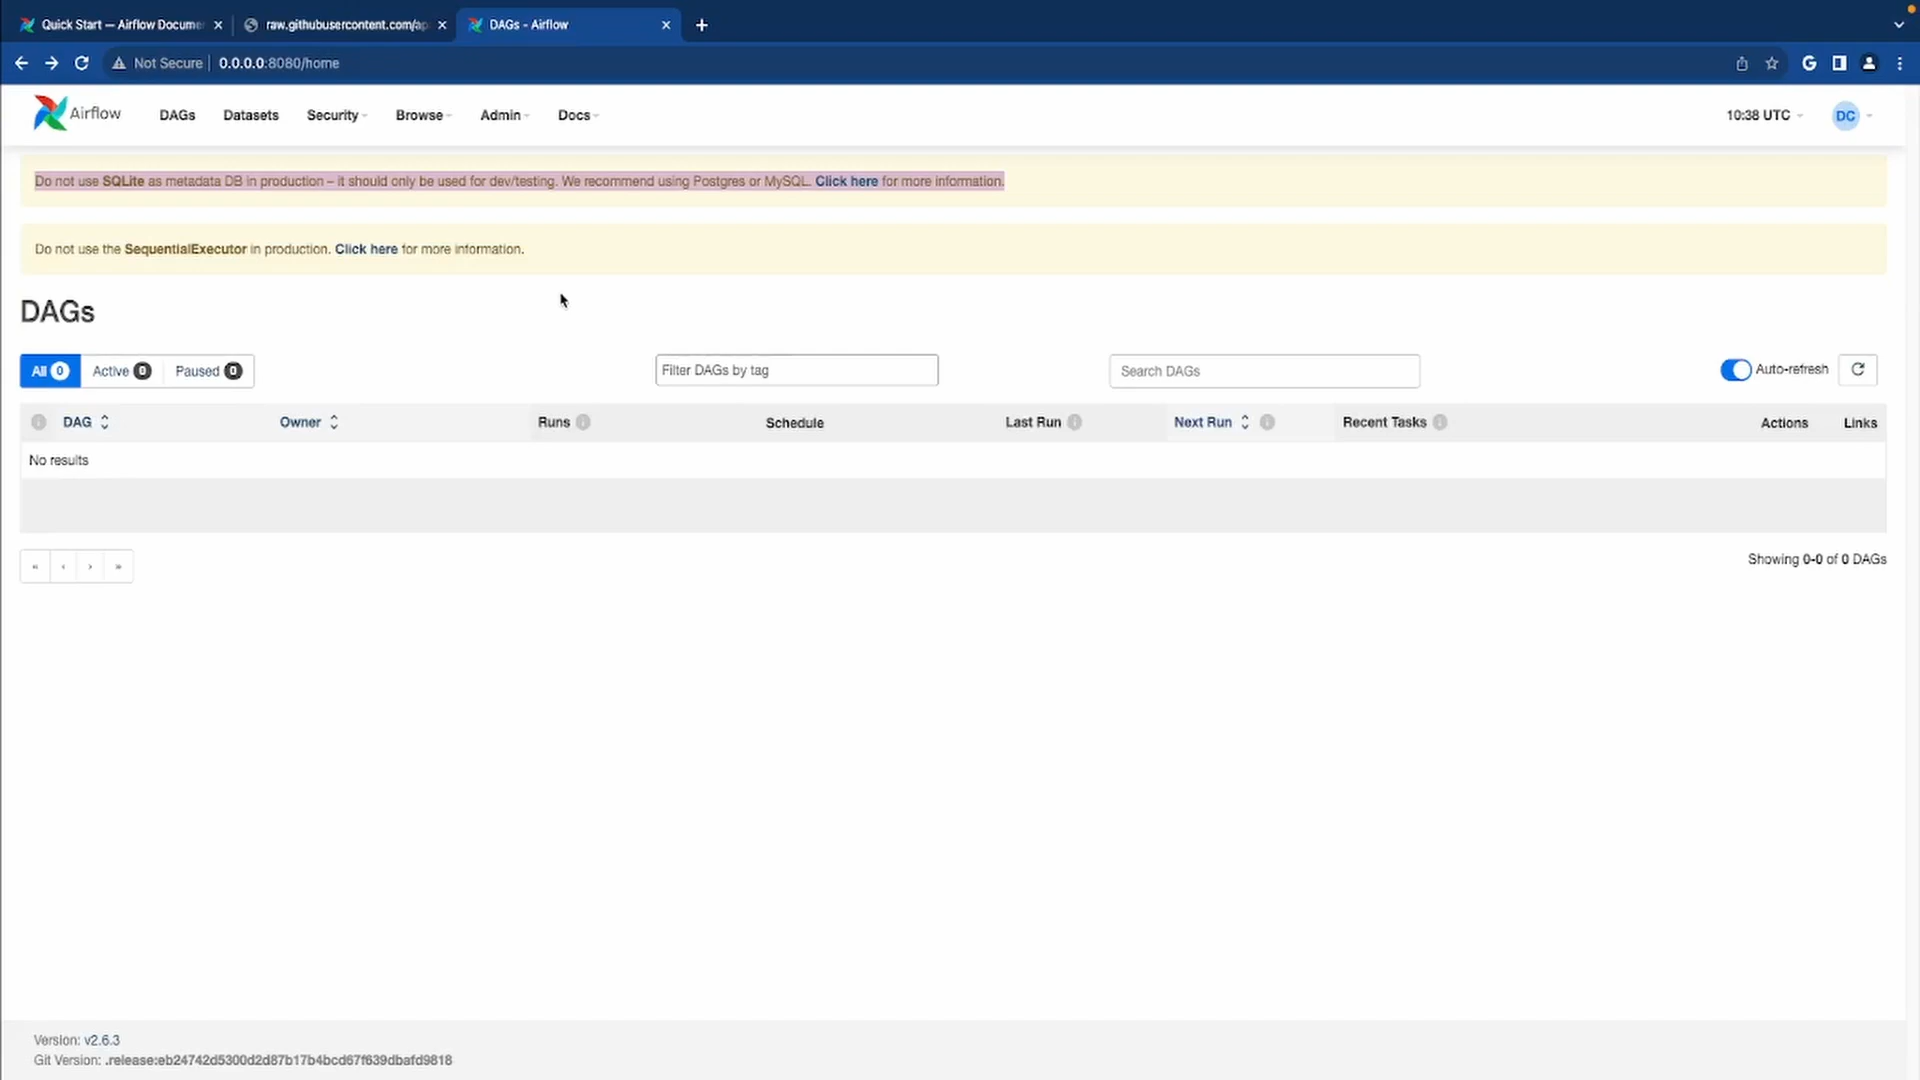 Quick Start — Airflow Docume
raw.githubusercontent.com/ap
DAGs - Airflow
Not Secure
0.0.0.0:8080/home
Airflow
DAGs
Datasets
Security
Browse
Admin
Docs
10:38 UTC
DC
Do not use SQLite as metadata DB in production – it should only be used for dev/testing. We recommend using Postgres or MySQL. Click here for more information.
Do not use the SequentialExecutor in production. Click here for more information.
DAGs
All 0
Active 0
Paused 0
Filter DAGs by tag
Search DAGs
Auto-refresh
DAG
Owner
Runs
Schedule
Last Run
Next Run
Recent Tasks
Actions
Links
No results
« ‹ › »
Showing 0-0 of 0 DAGs
Version: v2.6.3
Git Version: .release:eb24742d5300d2d87b17b4bcd67f639dbafd9818